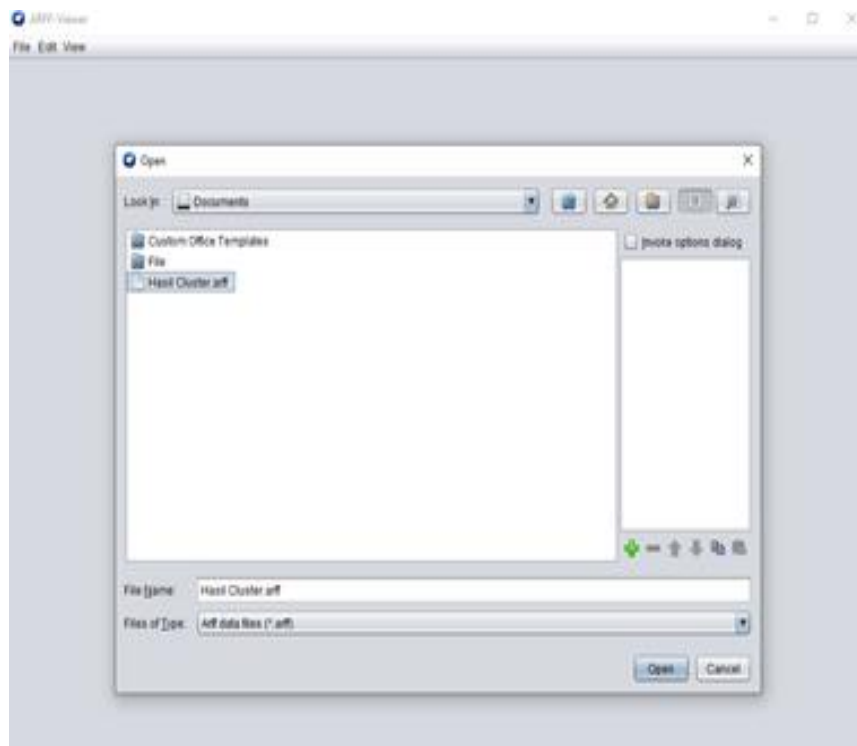 ARFF-Viewer
File Edit View
Open
Look in: Documents
Invoke options dialog
Custom Office Templates
File
Hasil Cluster.arff
File Name: Hasil Cluster.arff
Files of Type: Arff data files (*.arff)
Open Cancel